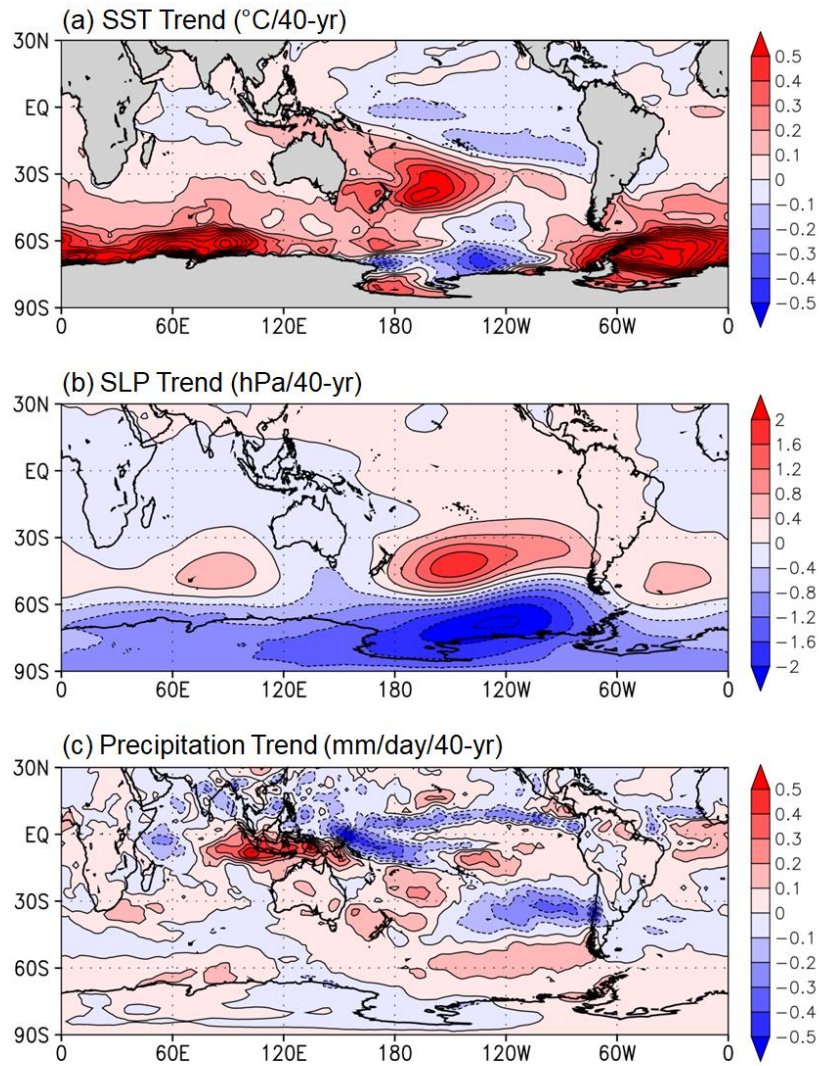 (a) SST Trend (°C/40-yr)
30N
EQ
30S
60S
90S
0 60E 120E 180 120W 60W 0
0.5
0.4
0.3
0.2
0.1
0
−0.1
−0.2
−0.3
−0.4
−0.5
(b) SLP Trend (hPa/40-yr)
30N
EQ
30S
60S
90S
0 60E 120E 180 120W 60W 0
2
1.6
1.2
0.8
0.4
0
−0.4
−0.8
−1.2
−1.6
−2
(c) Precipitation Trend (mm/day/40-yr)
30N
EQ
30S
60S
90S
0 60E 120E 180 120W 60W 0
0.5
0.4
0.3
0.2
0.1
0
−0.1
−0.2
−0.3
−0.4
−0.5